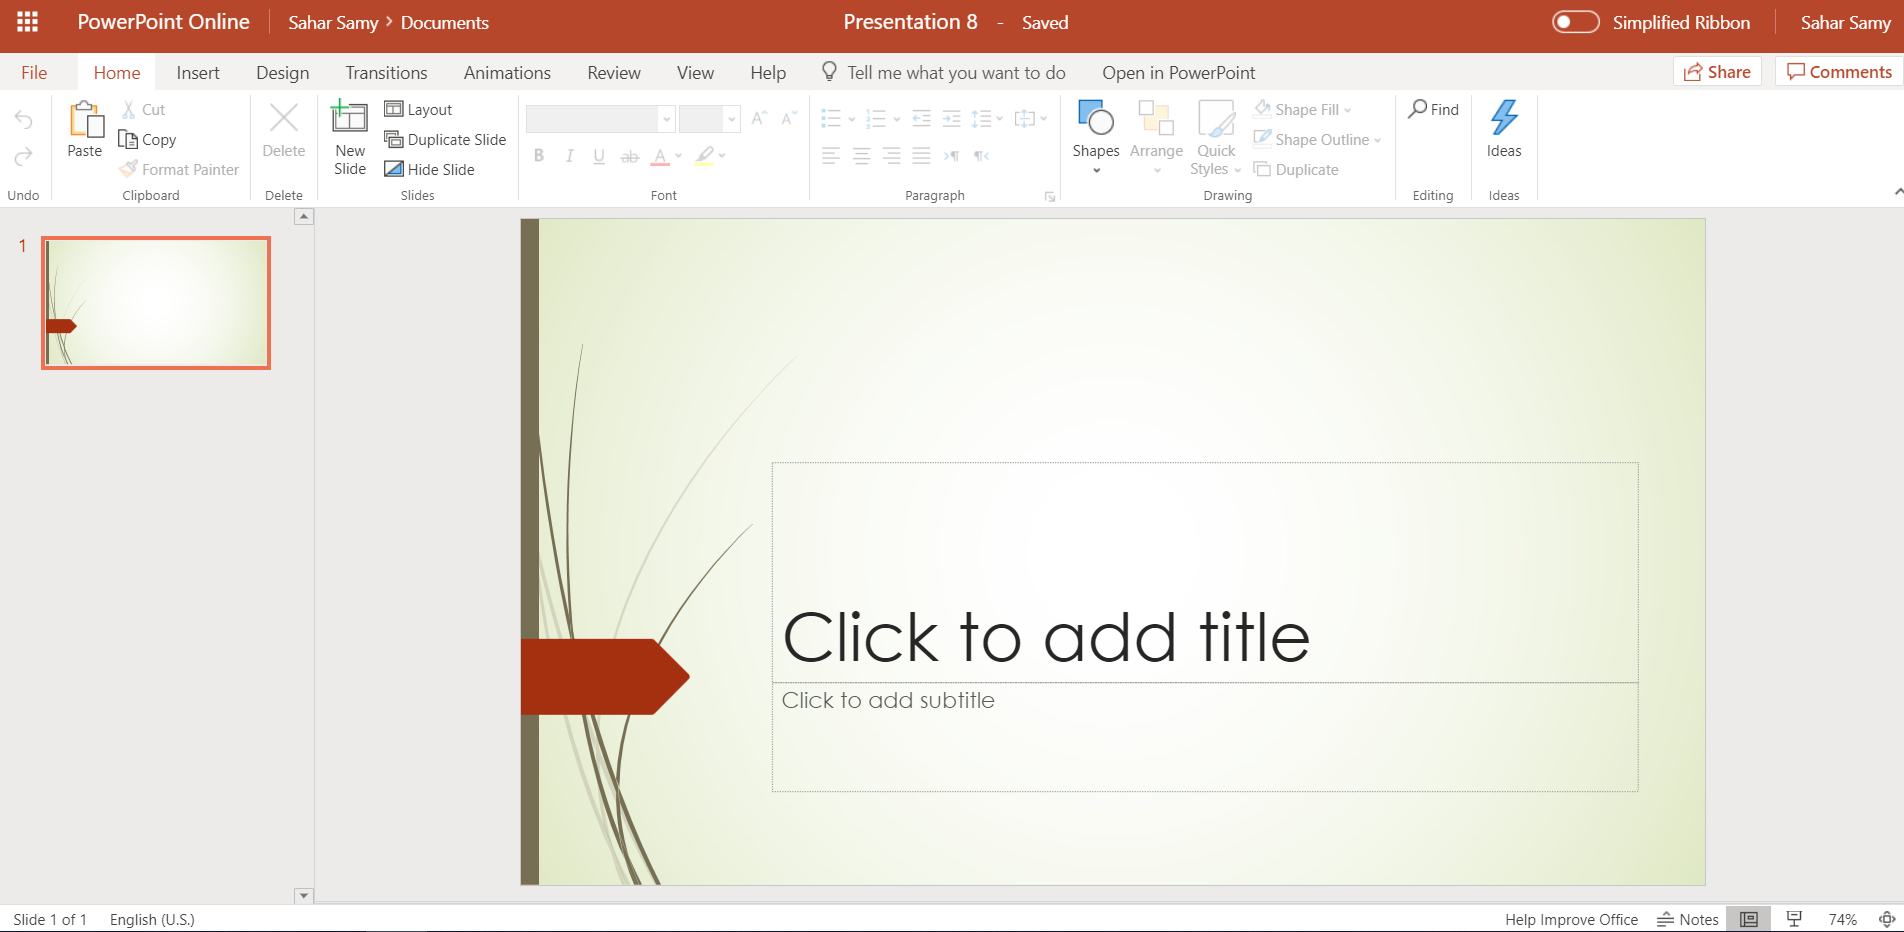 PowerPoint Online Sahar Samy > Documents Presentation 8 - Saved Simplified Ribbon Sahar Samy
File Home Insert Design Transitions Animations Review View Help Tell me what you want to do Open in PowerPoint Share Comments
Undo
Paste
Cut
Copy
Format Painter
Clipboard
Delete
Delete
New
Slide
Layout
Duplicate Slide
Hide Slide
Slides
A A
B I U ab A
Font
Paragraph
Shapes
Arrange
Quick
Styles
Shape Fill
Shape Outline
Duplicate
Drawing
Find
Editing
Ideas
Ideas
1
Click to add title
Click to add subtitle
Slide 1 of 1 English (U.S.) Help Improve Office Notes 74%